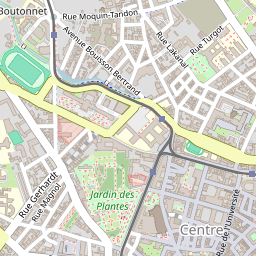 Boutonnet
Rue Moquin-Tandon
Avenue Bouisson Bertrand
Rue Lakanal
Rue Turgot
Rue Gerhardt
Rue Magnol
Jardin des
Plantes
Centre
Rue de l'Université